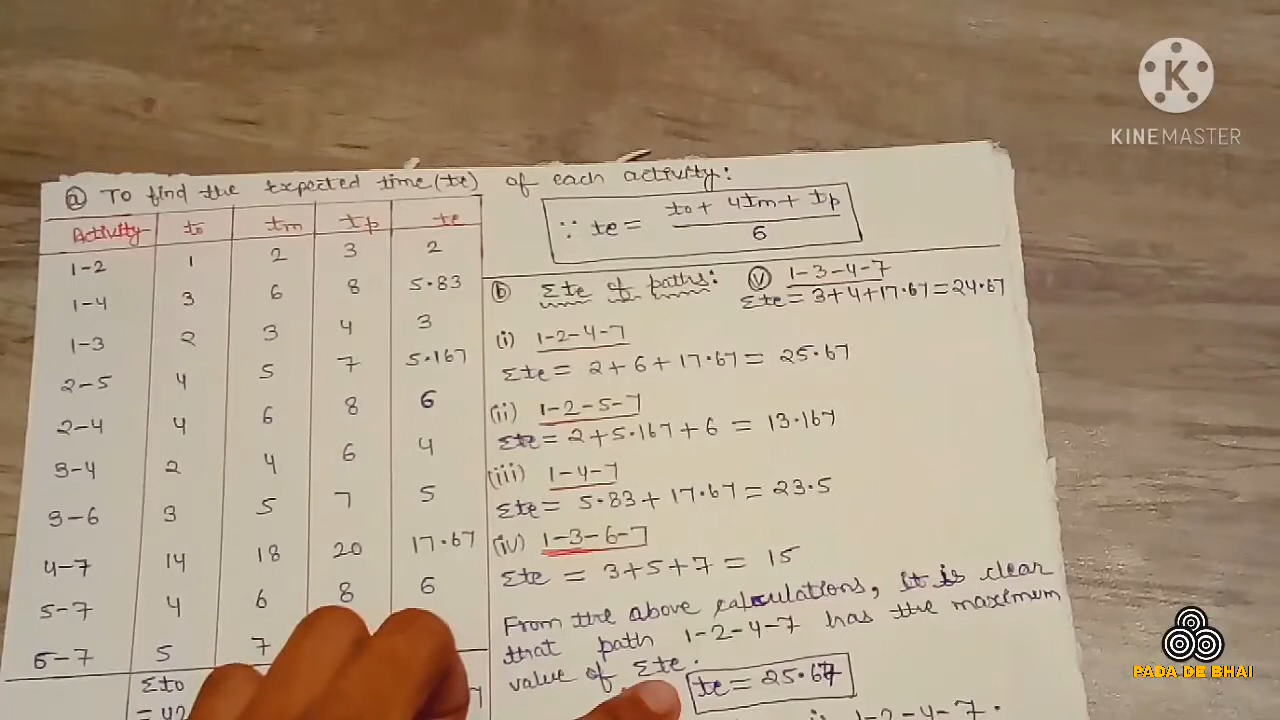 K
KINEMASTER
ⓐ To find the Expected time (te) of each activity:
∵ te = to + 4tm + tp / 6
Activity to tm tp te
1-2 1 2 3 2
1-4 3 6 8 5.83
1-3 2 3 4 3
2-5 4 5 7 5.167
2-4 4 6 8 6
3-4 2 4 6 4
3-6 3 5 7 5
4-7 14 18 20 17.67
5-7 4 6 8 6
6-7 5 7
Σto
= 42
ⓑ Σte of paths:
(i) 1-2-4-7
Σte = 2+6+17.67 = 25.67
(ii) 1-2-5-7
Σte = 2+5.167+6 = 13.167
(iii) 1-4-7
Σte = 5.83+17.67 = 23.5
(iv) 1-3-6-7
Σte = 3+5+7 = 15
ⓥ 1-3-4-7
Σte = 3+4+17.67 = 24.67
From the above calculations, it is clear
that path 1-2-4-7 has the maximum
value of Σte.
te = 25.67
is 1-2-4-7.
PADA DE BHAI